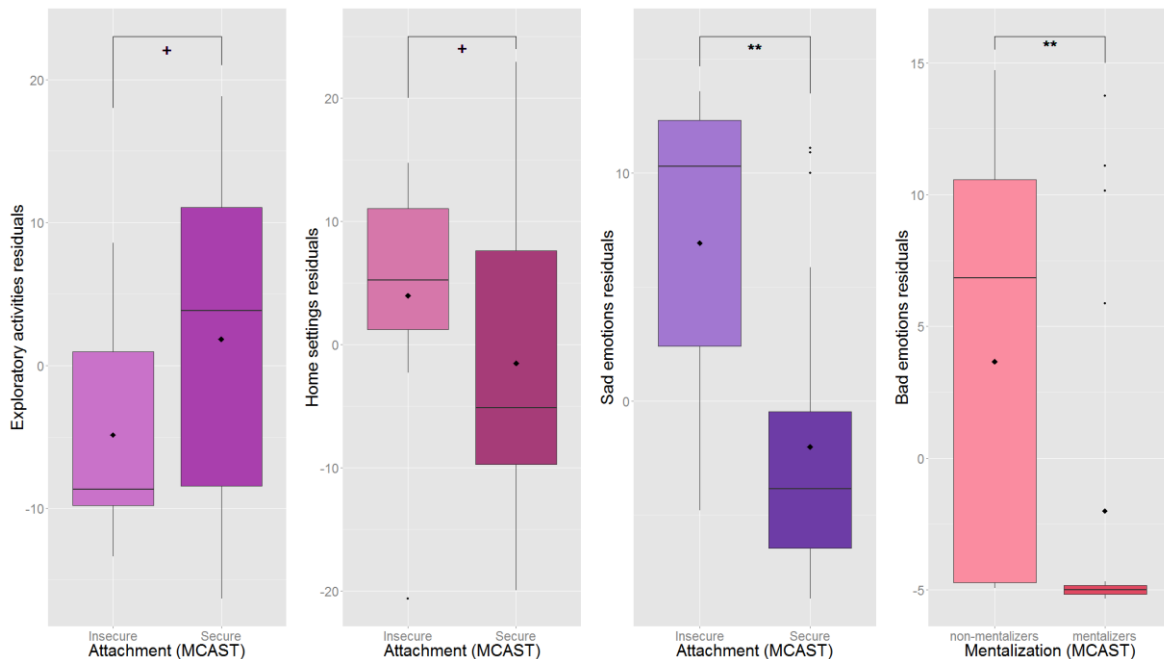 Exploratory activities residuals
20
10
0
-10
+
Insecure Secure
Attachment (MCAST)
Home settings residuals
20
10
0
-10
-20
+
Insecure Secure
Attachment (MCAST)
Sad emotions residuals
10
0
**
Insecure Secure
Attachment (MCAST)
Bad emotions residuals
15
10
5
0
-5
**
non-mentalizers mentalizers
Mentalization (MCAST)